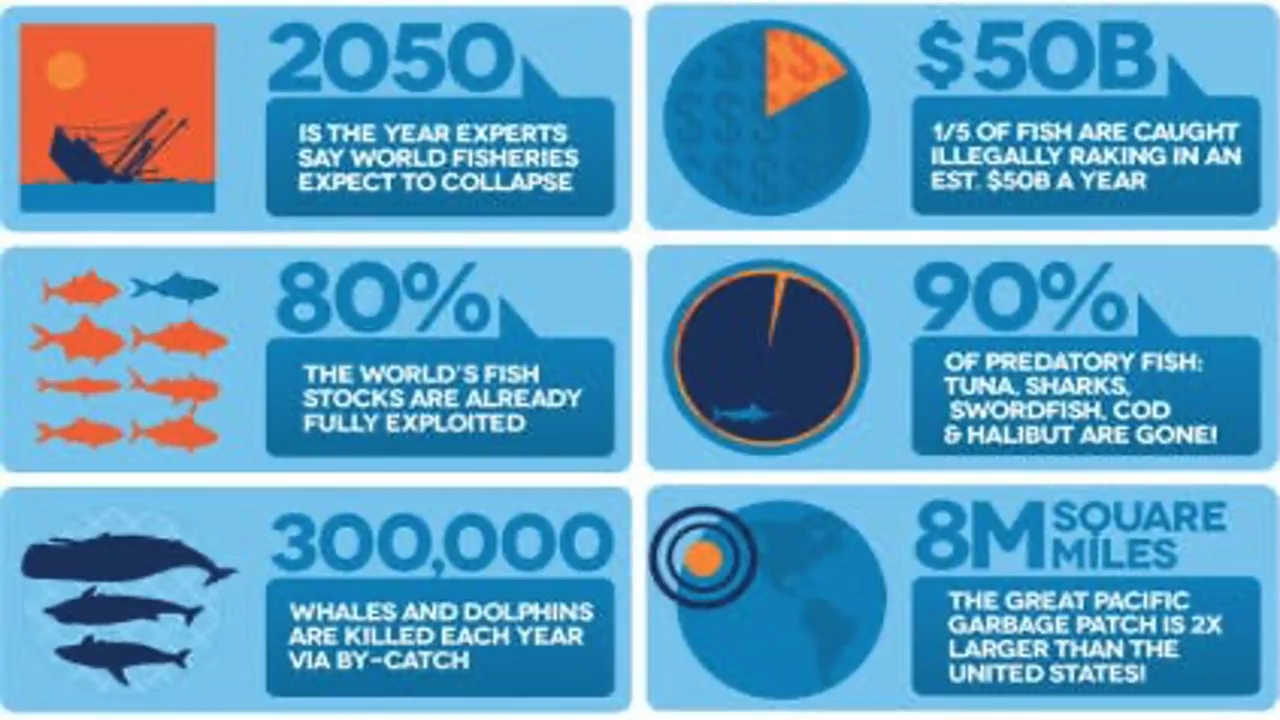 2050
IS THE YEAR EXPERTS
SAY WORLD FISHERIES
EXPECT TO COLLAPSE
$50B
1/5 OF FISH ARE CAUGHT
ILLEGALLY RAKING IN AN
EST. $50B A YEAR
80%
THE WORLD'S FISH
STOCKS ARE ALREADY
FULLY EXPLOITED
90%
OF PREDATORY FISH:
TUNA, SHARKS,
SWORDFISH, COD
& HALIBUT ARE GONE!
300,000
WHALES AND DOLPHINS
ARE KILLED EACH YEAR
VIA BY-CATCH
8M SQUARE
MILES
THE GREAT PACIFIC
GARBAGE PATCH IS 2X
LARGER THAN THE
UNITED STATES!